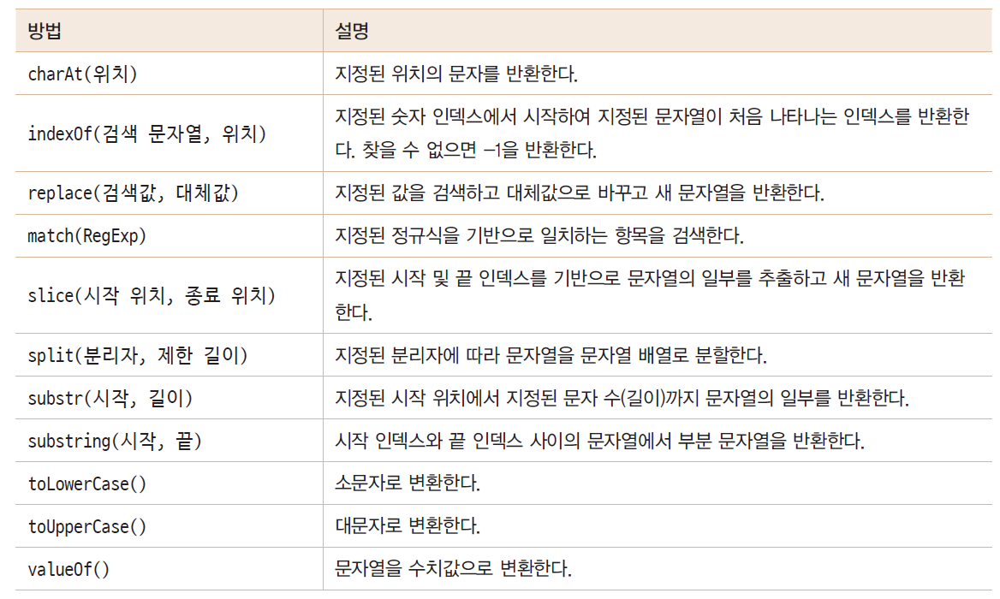 방법 설명
charAt(위치) 지정된 위치의 문자를 반환한다.
indexOf(검색 문자열, 위치) 지정된 숫자 인덱스에서 시작하여 지정된 문자열이 처음 나타나는 인덱스를 반환한
다. 찾을 수 없으면 –1을 반환한다.
replace(검색값, 대체값) 지정된 값을 검색하고 대체값으로 바꾸고 새 문자열을 반환한다.
match(RegExp) 지정된 정규식을 기반으로 일치하는 항목을 검색한다.
slice(시작 위치, 종료 위치) 지정된 시작 및 끝 인덱스를 기반으로 문자열의 일부를 추출하고 새 문자열을 반환
한다.
split(분리자, 제한 길이) 지정된 분리자에 따라 문자열을 문자열 배열로 분할한다.
substr(시작, 길이) 지정된 시작 위치에서 지정된 문자 수(길이)까지 문자열의 일부를 반환한다.
substring(시작, 끝) 시작 인덱스와 끝 인덱스 사이의 문자열에서 부분 문자열을 반환한다.
toLowerCase() 소문자로 변환한다.
toUpperCase() 대문자로 변환한다.
valueOf() 문자열을 수치값으로 변환한다.